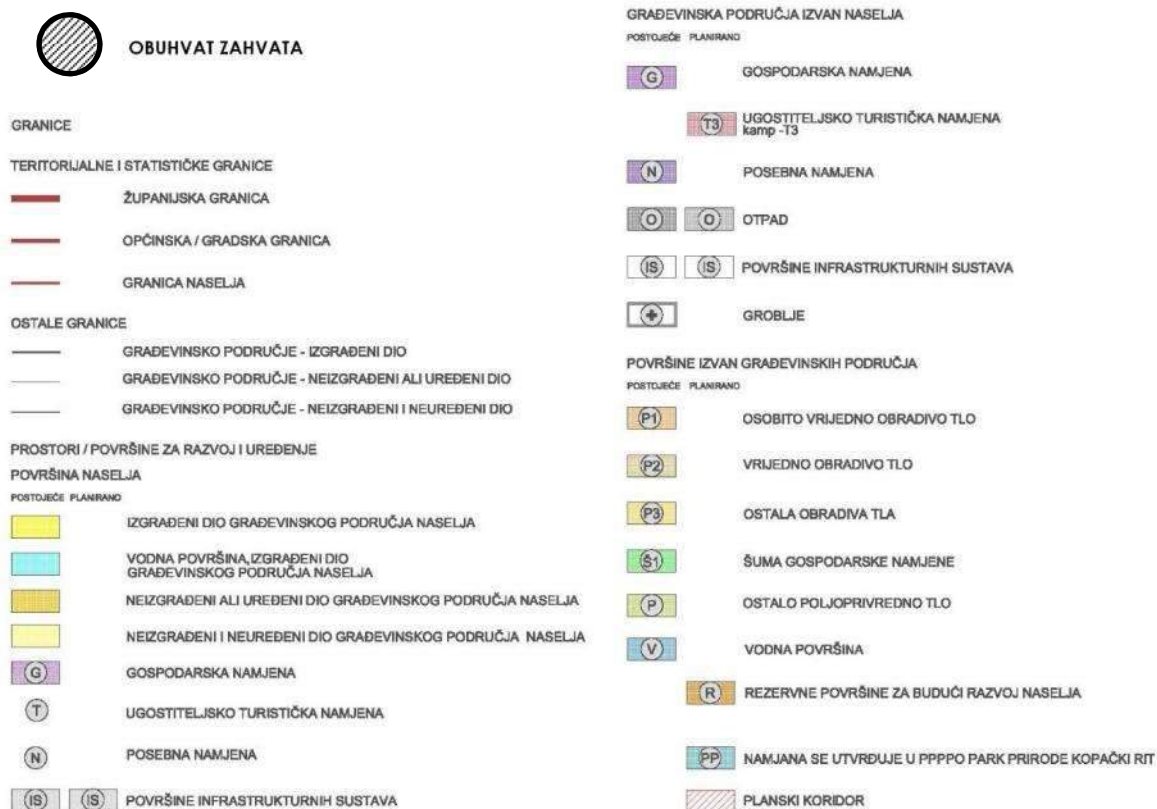 OBUHVAT ZAHVATA
GRANICE
TERITORIJALNE I STATISTIČKE GRANICE
ŽUPANIJSKA GRANICA
OPĆINSKA / GRADSKA GRANICA
GRANICA NASELJA
OSTALE GRANICE
GRAĐEVINSKO PODRUČJE - IZGRAĐENI DIO
GRAĐEVINSKO PODRUČJE - NEIZGRAĐENI ALI UREĐENI DIO
GRAĐEVINSKO PODRUČJE - NEIZGRAĐENI I NEUREĐENI DIO
PROSTORI / POVRŠINE ZA RAZVOJ I UREĐENJE
POVRŠINA NASELJA
POSTOJEĆE PLANIRANO
IZGRAĐENI DIO GRAĐEVINSKOG PODRUČJA NASELJA
VODNA POVRŠINA,IZGRAĐENI DIO
GRAĐEVINSKOG PODRUČJA NASELJA
NEIZGRAĐENI ALI UREĐENI DIO GRAĐEVINSKOG PODRUČJA NASELJA
NEIZGRAĐENI I NEUREĐENI DIO GRAĐEVINSKOG PODRUČJA NASELJA
G GOSPODARSKA NAMJENA
T UGOSTITELJSKO TURISTIČKA NAMJENA
N POSEBNA NAMJENA
IS IS POVRŠINE INFRASTRUKTURNIH SUSTAVA
GRAĐEVINSKA PODRUČJA IZVAN NASELJA
POSTOJEĆE PLANIRANO
G GOSPODARSKA NAMJENA
T3 UGOSTITELJSKO TURISTIČKA NAMJENA
kamp -T3
N POSEBNA NAMJENA
O O OTPAD
IS IS POVRŠINE INFRASTRUKTURNIH SUSTAVA
GROBLJE
POVRŠINE IZVAN GRAĐEVINSKIH PODRUČJA
POSTOJEĆE PLANIRANO
P1 OSOBITO VRIJEDNO OBRADIVO TLO
P2 VRIJEDNO OBRADIVO TLO
P3 OSTALA OBRADIVA TLA
Š1 ŠUMA GOSPODARSKE NAMJENE
P OSTALO POLJOPRIVREDNO TLO
V VODNA POVRŠINA
R REZERVNE POVRŠINE ZA BUDUĆI RAZVOJ NASELJA
PP NAMJANA SE UTVRĐUJE U PPPPO PARK PRIRODE KOPAČKI RIT
PLANSKI KORIDOR